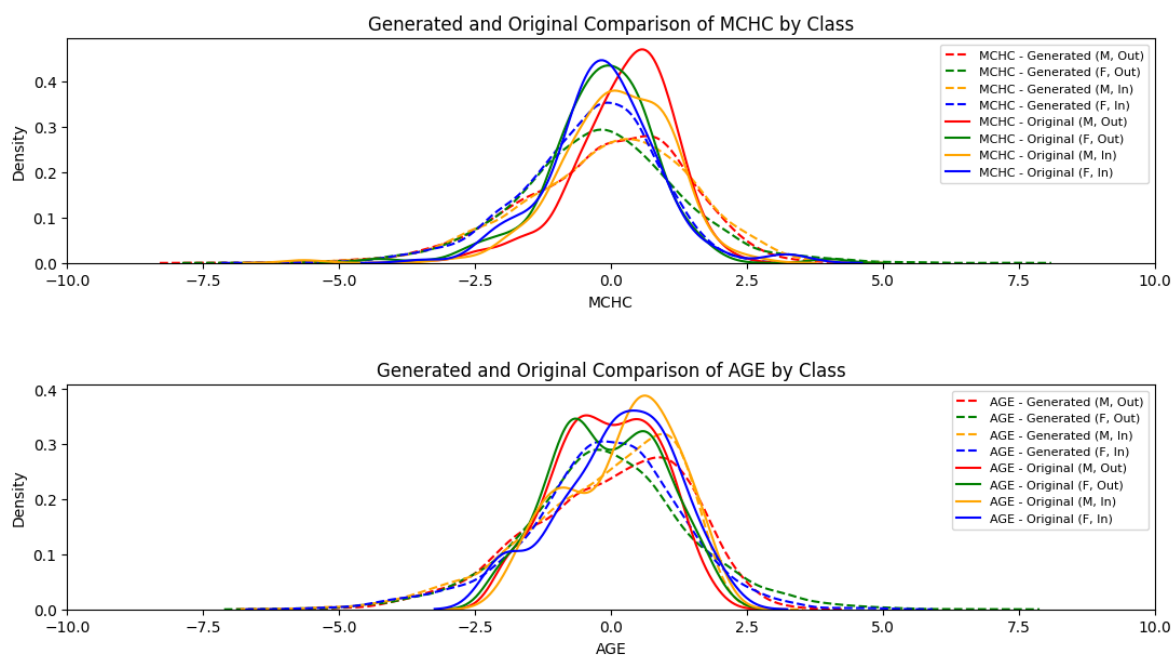 Generated and Original Comparison of MCHC by Class
Density
0.4
0.3
0.2
0.1
0.0
MCHC - Generated (M, Out)
MCHC - Generated (F, Out)
MCHC - Generated (M, In)
MCHC - Generated (F, In)
MCHC - Original (M, Out)
MCHC - Original (F, Out)
MCHC - Original (M, In)
MCHC - Original (F, In)
−10.0 −7.5 −5.0 −2.5 0.0 2.5 5.0 7.5 10.0
MCHC
Generated and Original Comparison of AGE by Class
Density
0.4
0.3
0.2
0.1
0.0
AGE - Generated (M, Out)
AGE - Generated (F, Out)
AGE - Generated (M, In)
AGE - Generated (F, In)
AGE - Original (M, Out)
AGE - Original (F, Out)
AGE - Original (M, In)
AGE - Original (F, In)
−10.0 −7.5 −5.0 −2.5 0.0 2.5 5.0 7.5 10.0
AGE